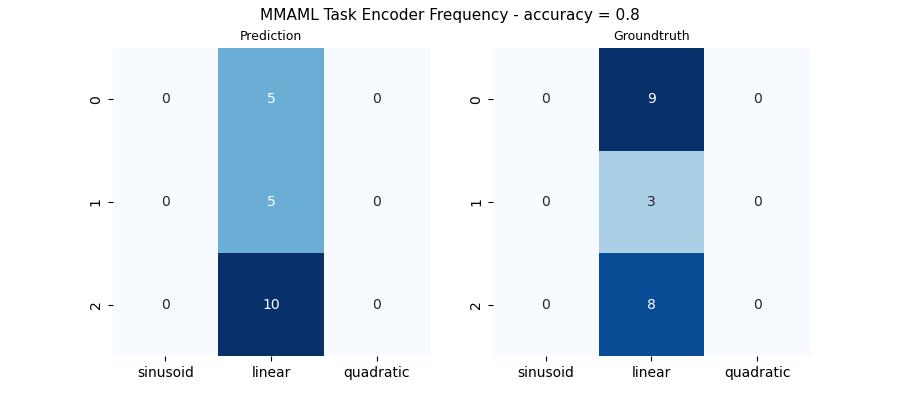 MMAML Task Encoder Frequency - accuracy = 0.8
Prediction
0 0 5 0
1 0 5 0
2 0 10 0
sinusoid linear quadratic
Groundtruth
0 0 9 0
1 0 3 0
2 0 8 0
sinusoid linear quadratic